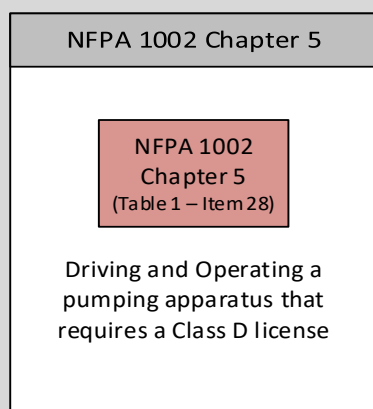 NFPA 1002 Chapter 5
NFPA 1002
Chapter 5
(Table 1 – Item 28)
Driving and Operating a
pumping apparatus that
requires a Class D license